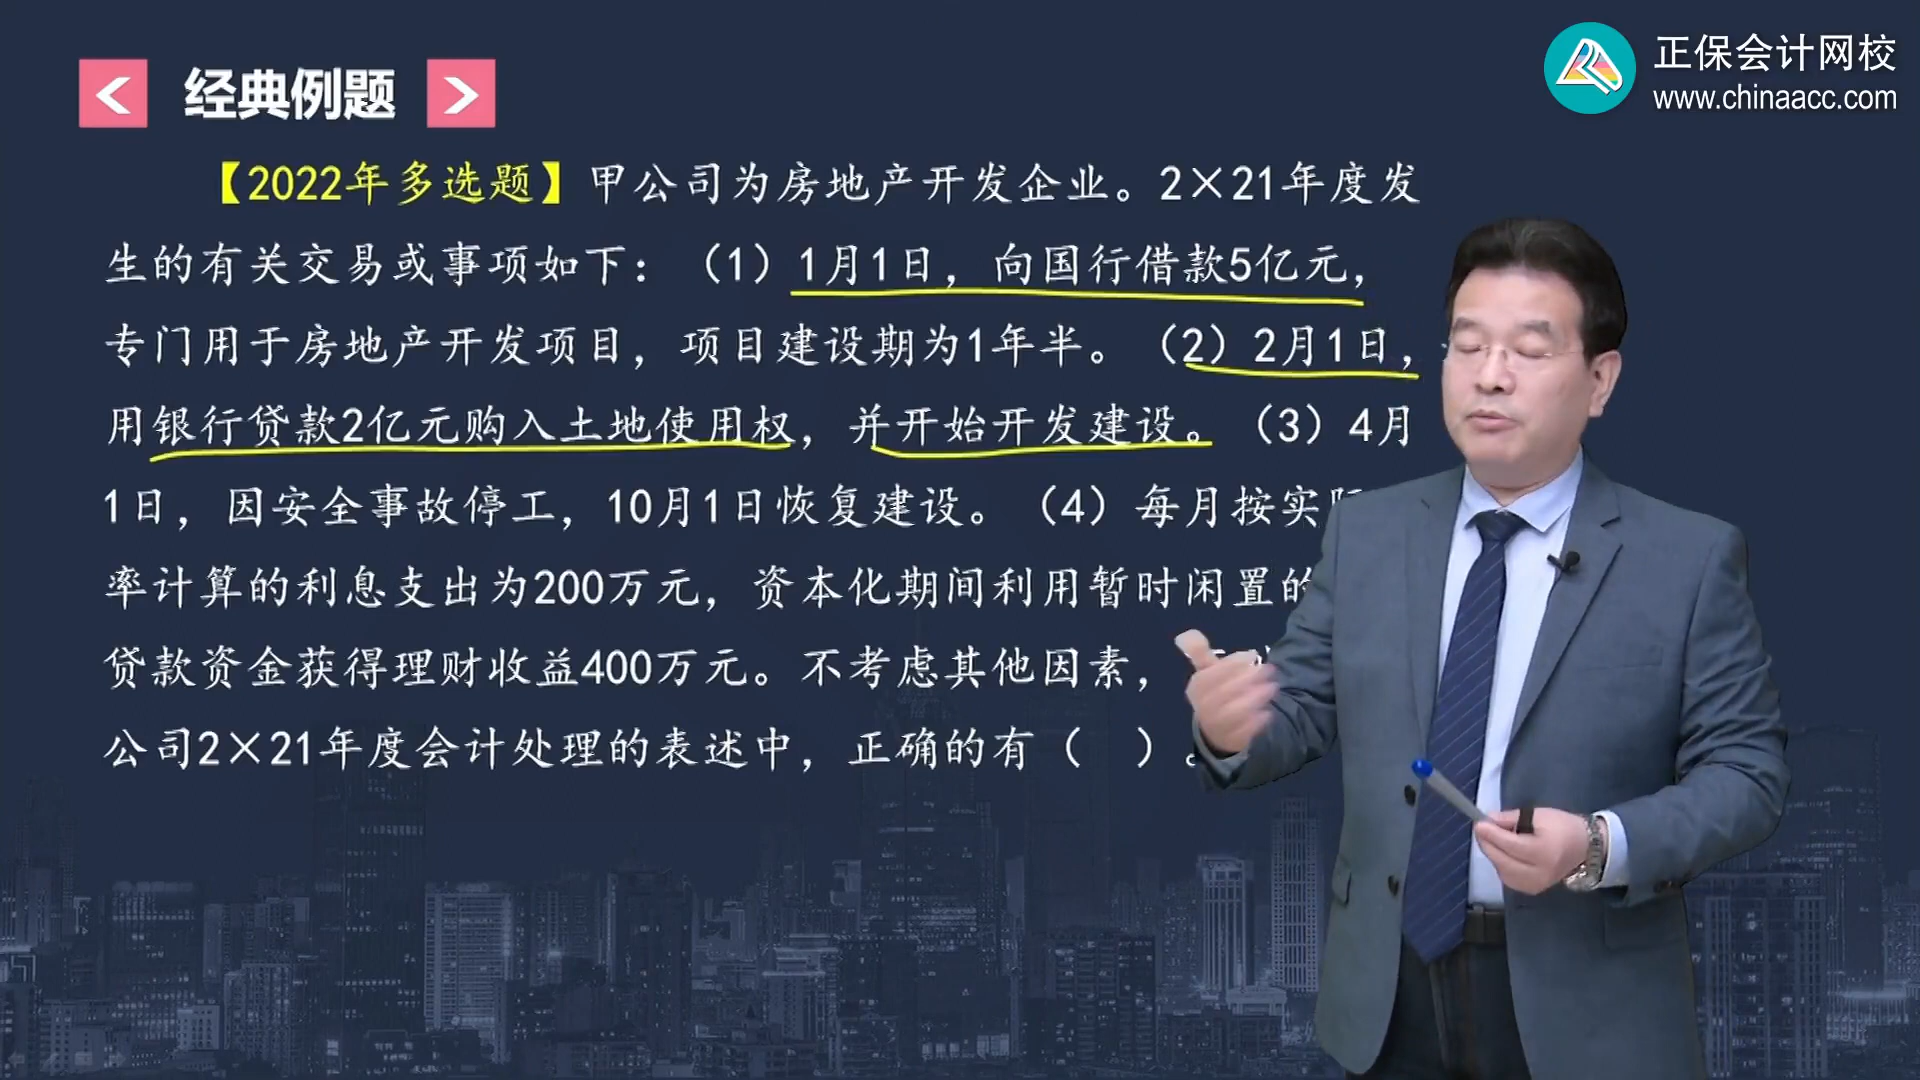 正保会计网校
www.chinaacc.com
经典例题
【2022年多选题】甲公司为房地产开发企业。2×21年度发
生的有关交易或事项如下：（1）1月1日，向国行借款5亿元，
专门用于房地产开发项目，项目建设期为1年半。（2）2月1日，
用银行贷款2亿元购入土地使用权，并开始开发建设。（3）4月
1日，因安全事故停工，10月1日恢复建设。（4）每月按实
率计算的利息支出为200万元，资本化期间利用暂时闲置的
贷款资金获得理财收益400万元。不考虑其他因素，
公司2×21年度会计处理的表述中，正确的有（ ）。